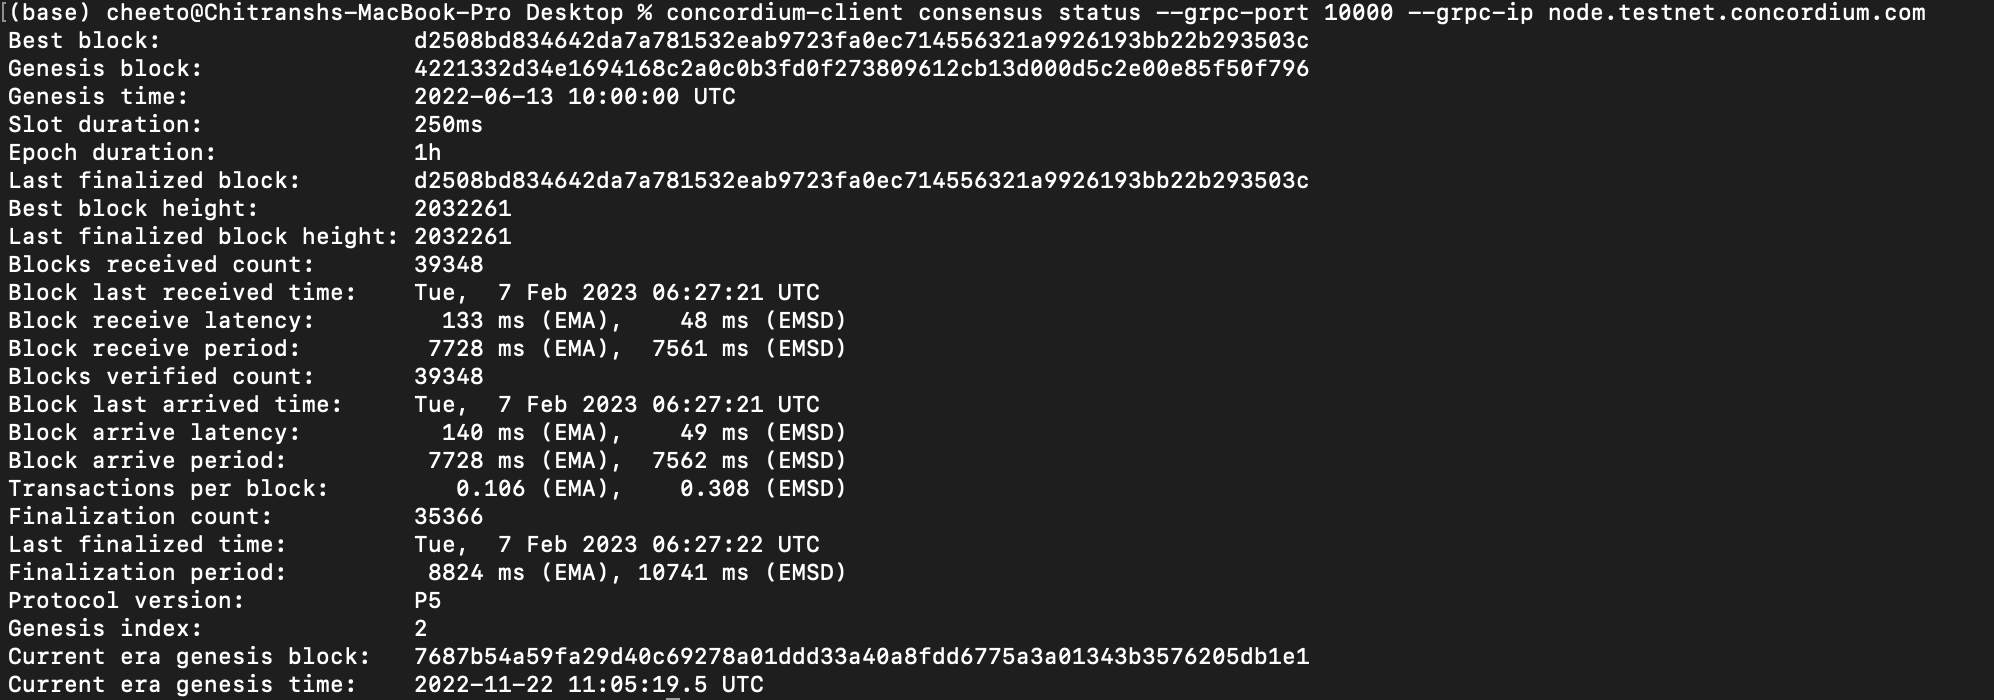 [(base) cheeto@Chitranshs-MacBook-Pro Desktop % concordium-client consensus status --grpc-port 10000 --grpc-ip node.testnet.concordium.com
Best block:                  d2508bd834642da7a781532eab9723fa0ec714556321a9926193bb22b293503c
Genesis block:               4221332d34e1694168c2a0c0b3fd0f273809612cb13d000d5c2e00e85f50f796
Genesis time:                2022-06-13 10:00:00 UTC
Slot duration:               250ms
Epoch duration:              1h
Last finalized block:        d2508bd834642da7a781532eab9723fa0ec714556321a9926193bb22b293503c
Best block height:           2032261
Last finalized block height: 2032261
Blocks received count:       39348
Block last received time:    Tue,  7 Feb 2023 06:27:21 UTC
Block receive latency:         133 ms (EMA),    48 ms (EMSD)
Block receive period:         7728 ms (EMA),  7561 ms (EMSD)
Blocks verified count:       39348
Block last arrived time:     Tue,  7 Feb 2023 06:27:21 UTC
Block arrive latency:          140 ms (EMA),    49 ms (EMSD)
Block arrive period:          7728 ms (EMA),  7562 ms (EMSD)
Transactions per block:         0.106 (EMA),    0.308 (EMSD)
Finalization count:          35366
Last finalized time:         Tue,  7 Feb 2023 06:27:22 UTC
Finalization period:          8824 ms (EMA), 10741 ms (EMSD)
Protocol version:            P5
Genesis index:               2
Current era genesis block:   7687b54a59fa29d40c69278a01ddd33a40a8fdd6775a3a01343b3576205db1e1
Current era genesis time:    2022-11-22 11:05:19.5 UTC